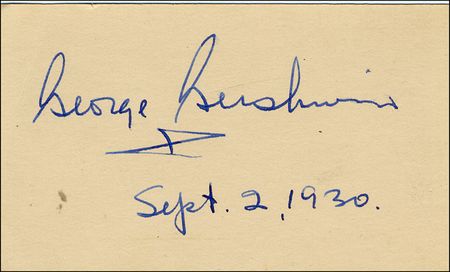 George Gershwin
Sept. 2, 1930.